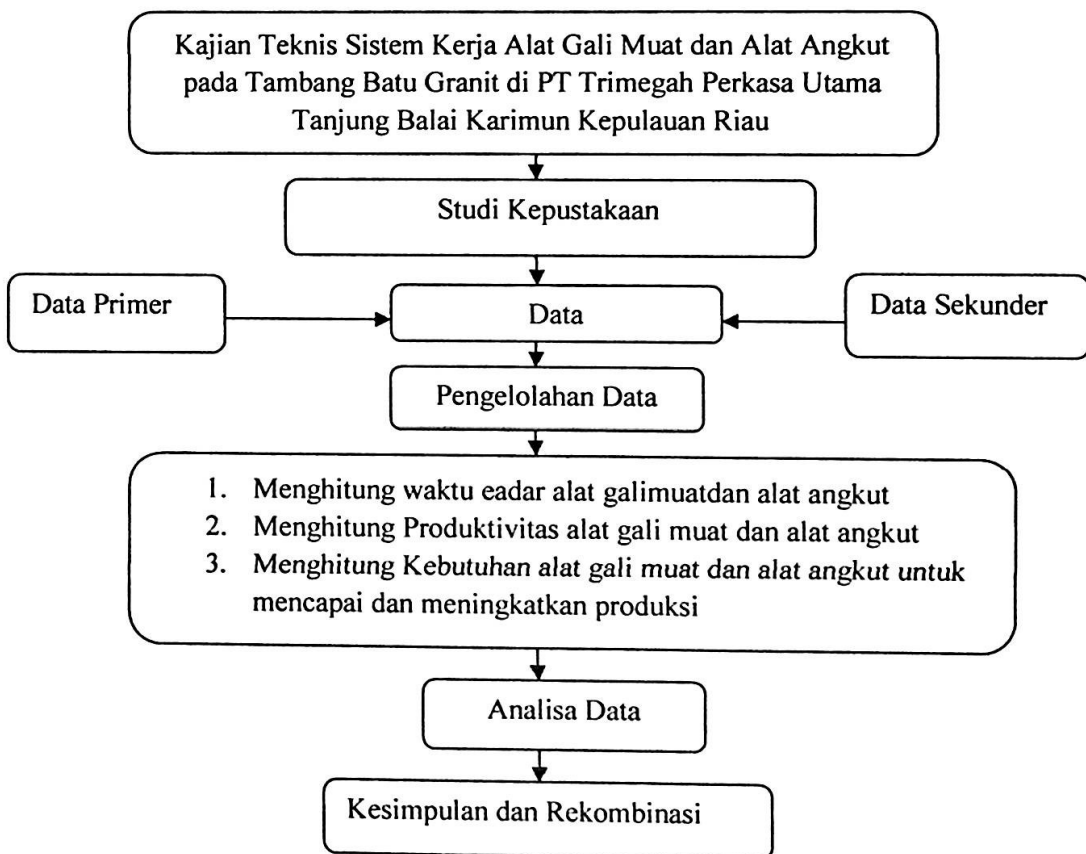 Kajian Teknis Sistem Kerja Alat Gali Muat dan Alat Angkut
pada Tambang Batu Granit di PT Trimegah Perkasa Utama
Tanjung Balai Karimun Kepulauan Riau
Studi Kepustakaan
Data Primer
Data
Data Sekunder
Pengelolahan Data
1. Menghitung waktu eadar alat galimuatdan alat angkut
2. Menghitung Produktivitas alat gali muat dan alat angkut
3. Menghitung Kebutuhan alat gali muat dan alat angkut untuk
mencapai dan meningkatkan produksi
Analisa Data
Kesimpulan dan Rekombinasi